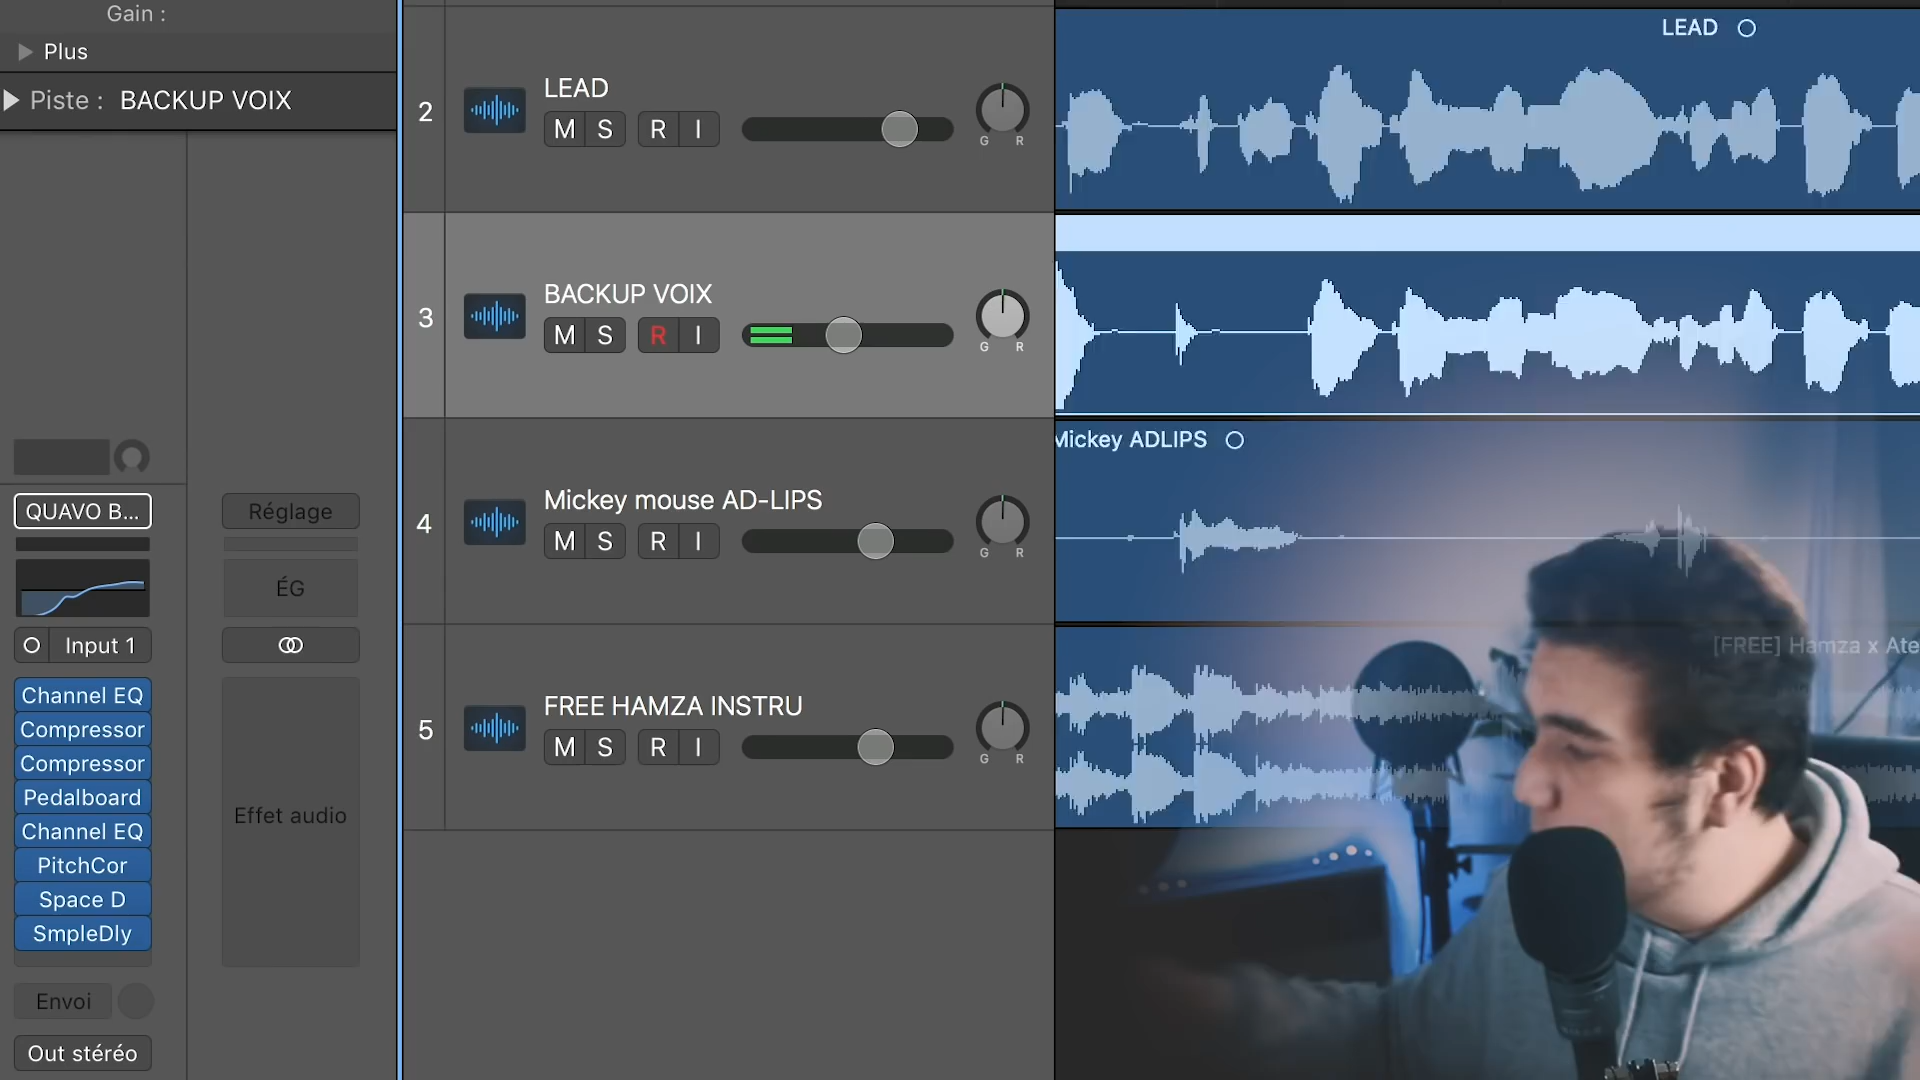 Gain :
Plus
Piste : BACKUP VOIX
QUAVO B...
Réglage
ÉG
Input 1
Channel EQ
Compressor
Compressor
Pedalboard
Channel EQ
PitchCor
Space D
SmpleDly
Effet audio
Envoi
Out stéréo
2
LEAD
M S R I
G R
3
BACKUP VOIX
M S R I
G R
4
Mickey mouse AD-LIPS
M S R I
G R
5
FREE HAMZA INSTRU
M S R I
G R
LEAD
Mickey ADLIPS
[FREE] Hamza x Ate